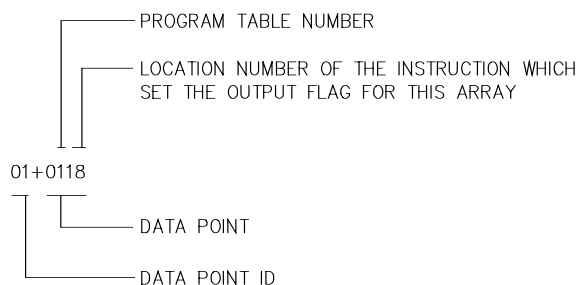 PROGRAM TABLE NUMBER
LOCATION NUMBER OF THE INSTRUCTION WHICH
SET THE OUTPUT FLAG FOR THIS ARRAY
01+0118
DATA POINT
DATA POINT ID